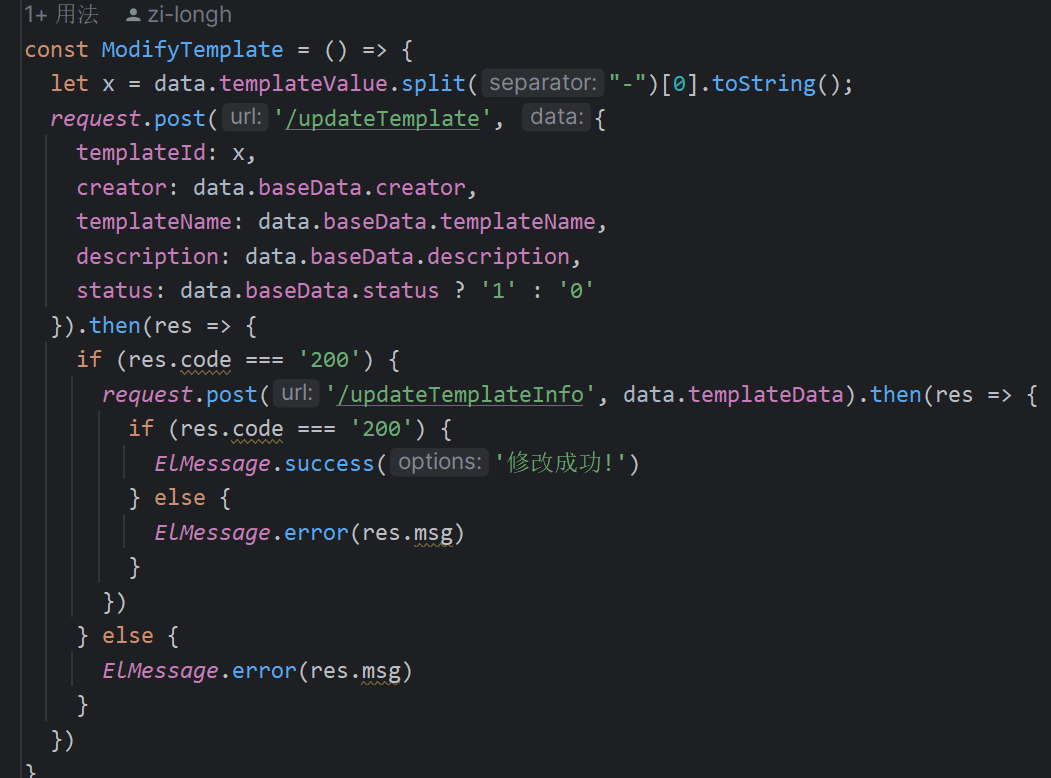 1+ 用法 zi-longh
const ModifyTemplate = () => {
let x = data.templateValue.split( separator: "-")[0].toString();
request.post( url: '/updateTemplate', data: {
templateId: x,
creator: data.baseData.creator,
templateName: data.baseData.templateName,
description: data.baseData.description,
status: data.baseData.status ? '1' : '0'
}).then(res => {
if (res.code === '200') {
request.post( url: '/updateTemplateInfo', data.templateData).then(res => {
if (res.code === '200') {
ElMessage.success( options: '修改成功!')
} else {
ElMessage.error(res.msg)
}
})
} else {
ElMessage.error(res.msg)
}
})
}